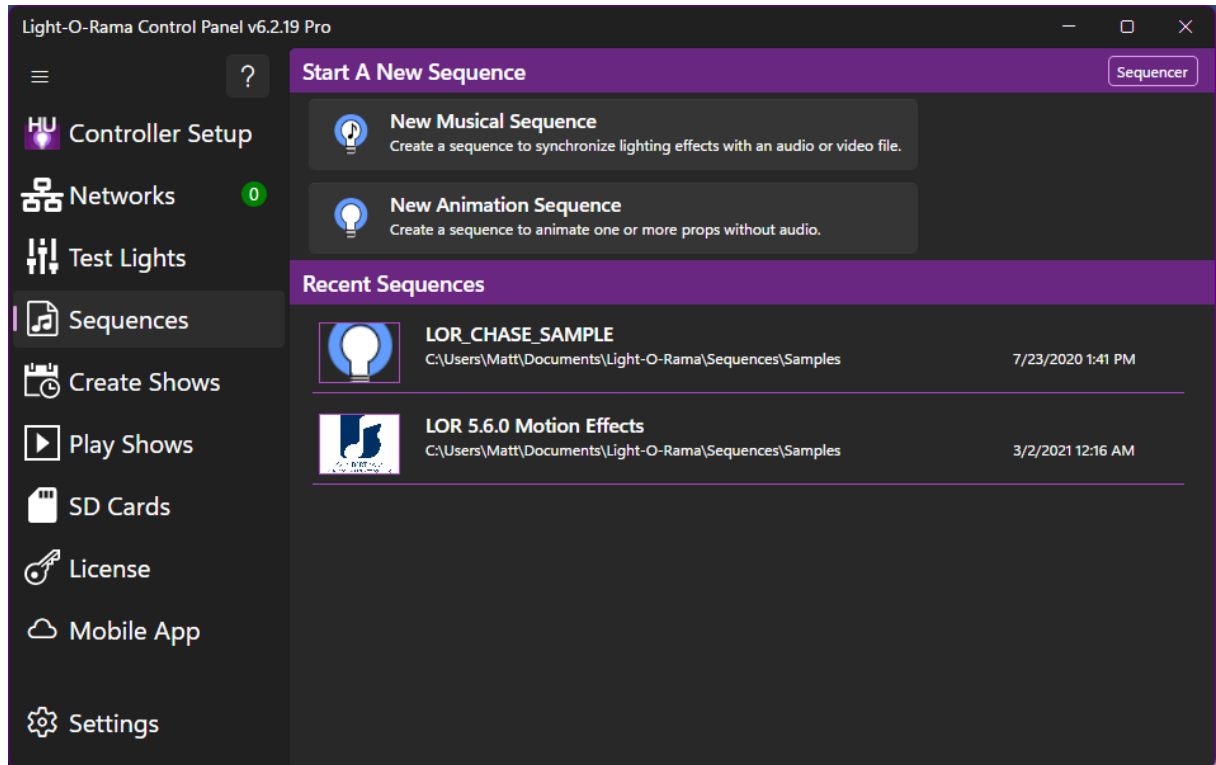 Light-O-Rama Control Panel v6.2.19 Pro
?
HU Controller Setup
Networks 0
Test Lights
Sequences
Create Shows
Play Shows
SD Cards
License
Mobile App
Settings
Start A New Sequence
Sequencer
New Musical Sequence
Create a sequence to synchronize lighting effects with an audio or video file.
New Animation Sequence
Create a sequence to animate one or more props without audio.
Recent Sequences
LOR_CHASE_SAMPLE
C:\Users\Matt\Documents\Light-O-Rama\Sequences\Samples 7/23/2020 1:41 PM
LOR 5.6.0 Motion Effects
C:\Users\Matt\Documents\Light-O-Rama\Sequences\Samples 3/2/2021 12:16 AM